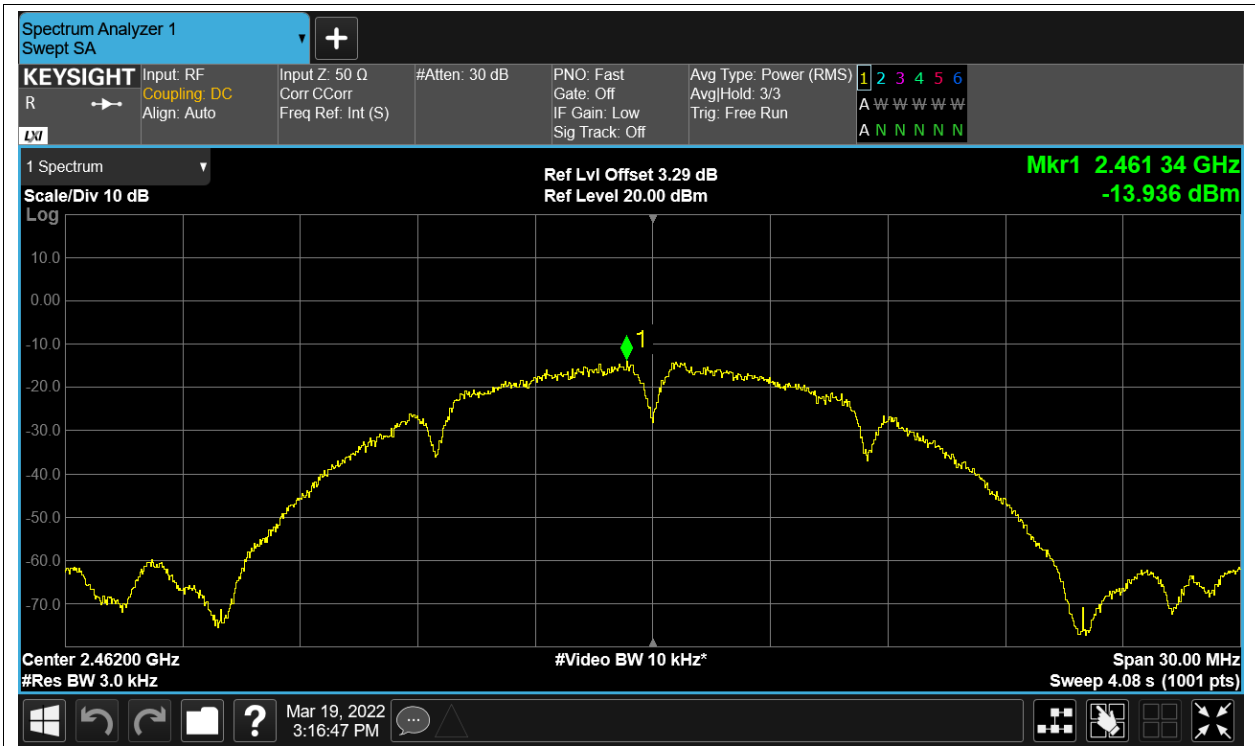 Spectrum Analyzer 1
Swept SA
KEYSIGHT
R
LXI
Input: RF
Coupling: DC
Align: Auto
Input Z: 50 Ω
Corr CCorr
Freq Ref: Int (S)
#Atten: 30 dB
PNO: Fast
Gate: Off
IF Gain: Low
Sig Track: Off
Avg Type: Power (RMS)
Avg|Hold: 3/3
Trig: Free Run
1 2 3 4 5 6
A W W W W W
A N N N N N
1 Spectrum
Scale/Div 10 dB
Ref Lvl Offset 3.29 dB
Ref Level 20.00 dBm
Mkr1 2.461 34 GHz
-13.936 dBm
Log
10.0
0.00
-10.0
-20.0
-30.0
-40.0
-50.0
-60.0
-70.0
1
Center 2.46200 GHz
#Res BW 3.0 kHz
#Video BW 10 kHz*
Span 30.00 MHz
Sweep 4.08 s (1001 pts)
?
Mar 19, 2022
3:16:47 PM